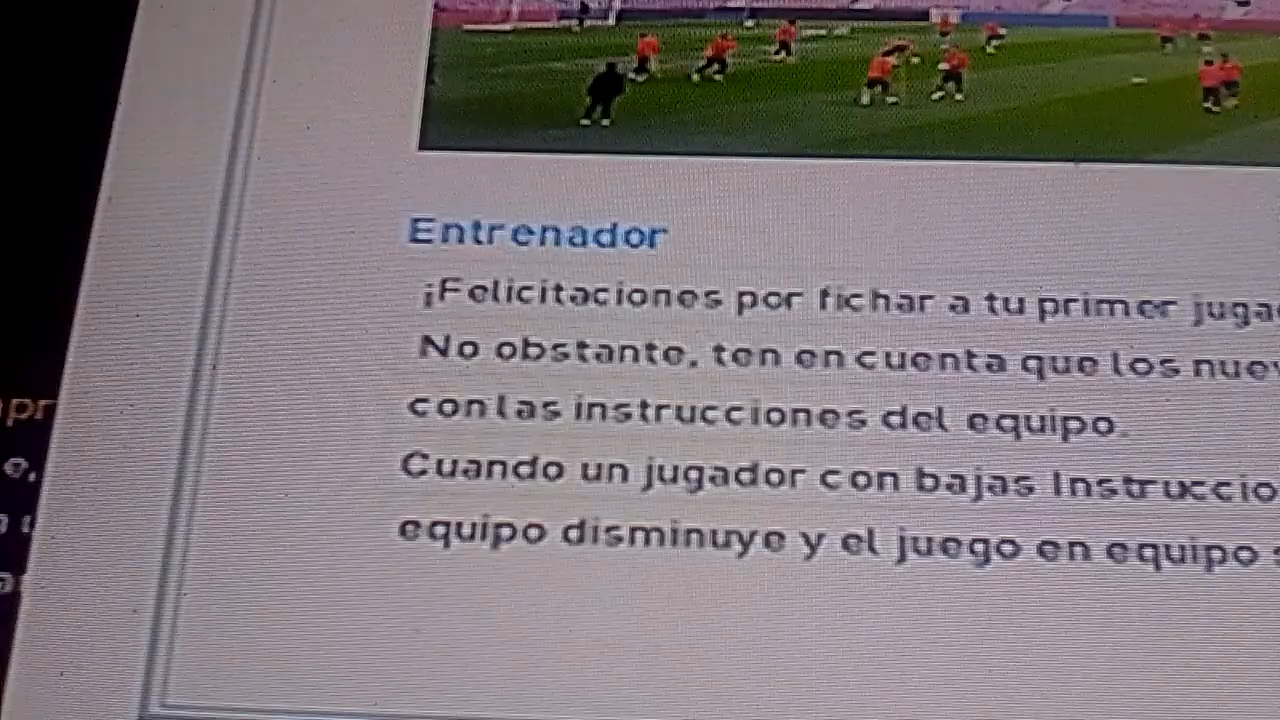 Entrenador
¡Felicitaciones por fichar a tu primer
No obstante, ten en cuenta que los
con las instrucciones del equipo.
Cuando un jugador con bajas
equipo disminuye y el juego en equipo